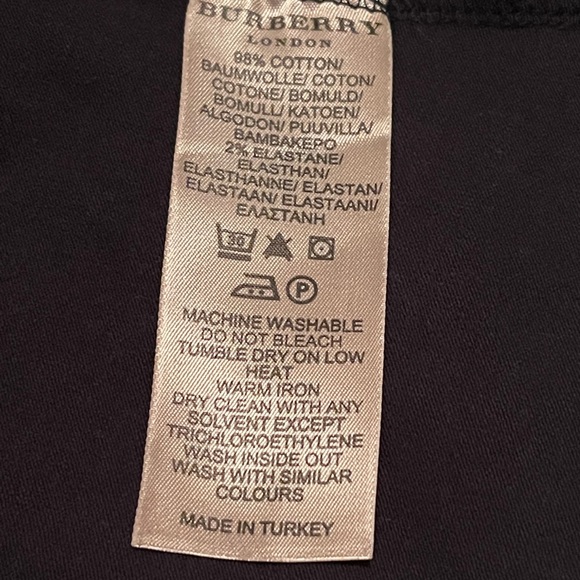 BURBERRY
LONDON
98% COTTON/
BAUMWOLLE/ COTON/
COTONE/ BOMULD/
BOMULL/ KATOEN/
ALGODON/ PUUVILLA/
ΒΑΜΒΑΚΕΡΟ
2% ELASTANE/
ELASTHAN/
ELASTHANNE/ ELASTAN/
ELASTAAN/ ELASTAANI/
ΕΛΑΣΤΑΝΗ
30
P
MACHINE WASHABLE
DO NOT BLEACH
TUMBLE DRY ON LOW
HEAT
WARM IRON
DRY CLEAN WITH ANY
SOLVENT EXCEPT
TRICHLOROETHYLENE
WASH INSIDE OUT
WASH WITH SIMILAR
COLOURS
MADE IN TURKEY